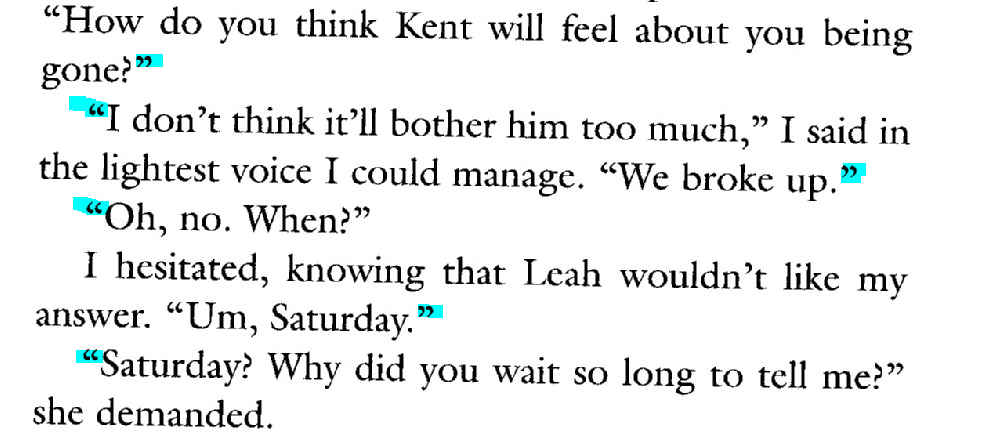 “How do you think Kent will feel about you being
gone?”
“I don’t think it’ll bother him too much,” I said in
the lightest voice I could manage. “We broke up.”
“Oh, no. When?”
I hesitated, knowing that Leah wouldn’t like my
answer. “Um, Saturday.”
“Saturday? Why did you wait so long to tell me?”
she demanded.